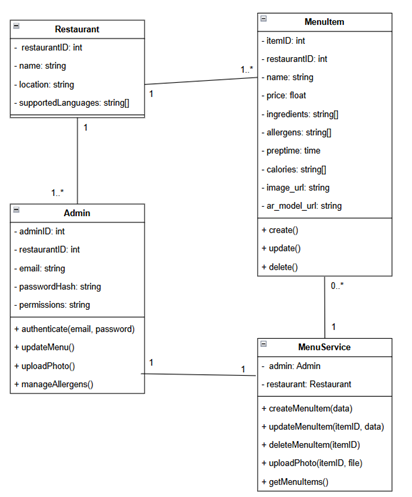 Restaurant
- restaurantID: int
- name: string
- location: string
- supportedLanguages: string[]
MenuItem
- itemID: int
- restaurantID: int
- name: string
- price: float
- ingredients: string[]
- allergens: string[]
- preptime: time
- calories: string[]
- image_url: string
- ar_model_url: string
+ create()
+ update()
+ delete()
1
1..*
1
1..*
Admin
- adminID: int
- restaurantID: int
- email: string
- passwordHash: string
- permissions: string
+ authenticate(email, password)
+ updateMenu()
+ uploadPhoto()
+ manageAllergens()
0..*
1
1
1
MenuService
- admin: Admin
- restaurant: Restaurant
+ createMenuItem(data)
+ updateMenuItem(itemID, data)
+ deleteMenuItem(itemID)
+ uploadPhoto(itemID, file)
+ getMenuItems()